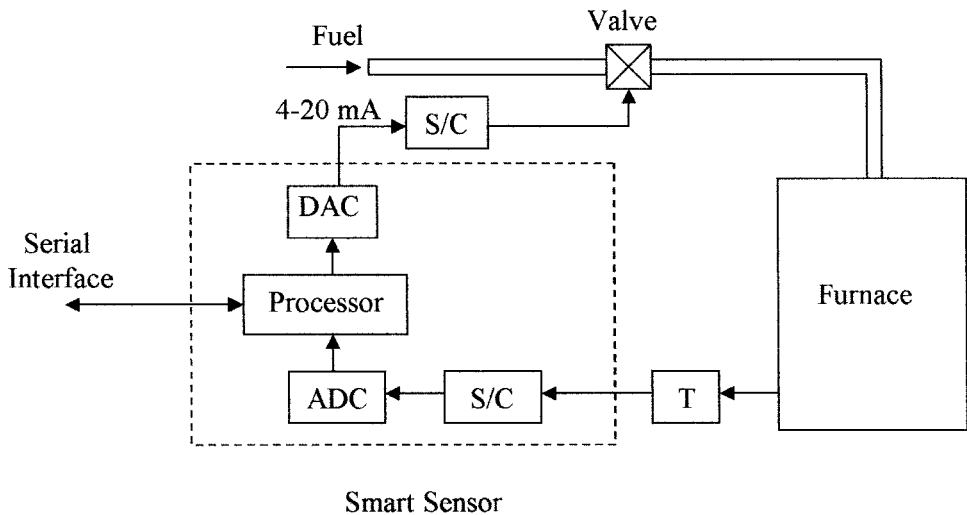 Valve
Fuel
4-20 mA
S/C
DAC
Serial
Interface
Processor
Furnace
ADC
S/C
T
Smart Sensor